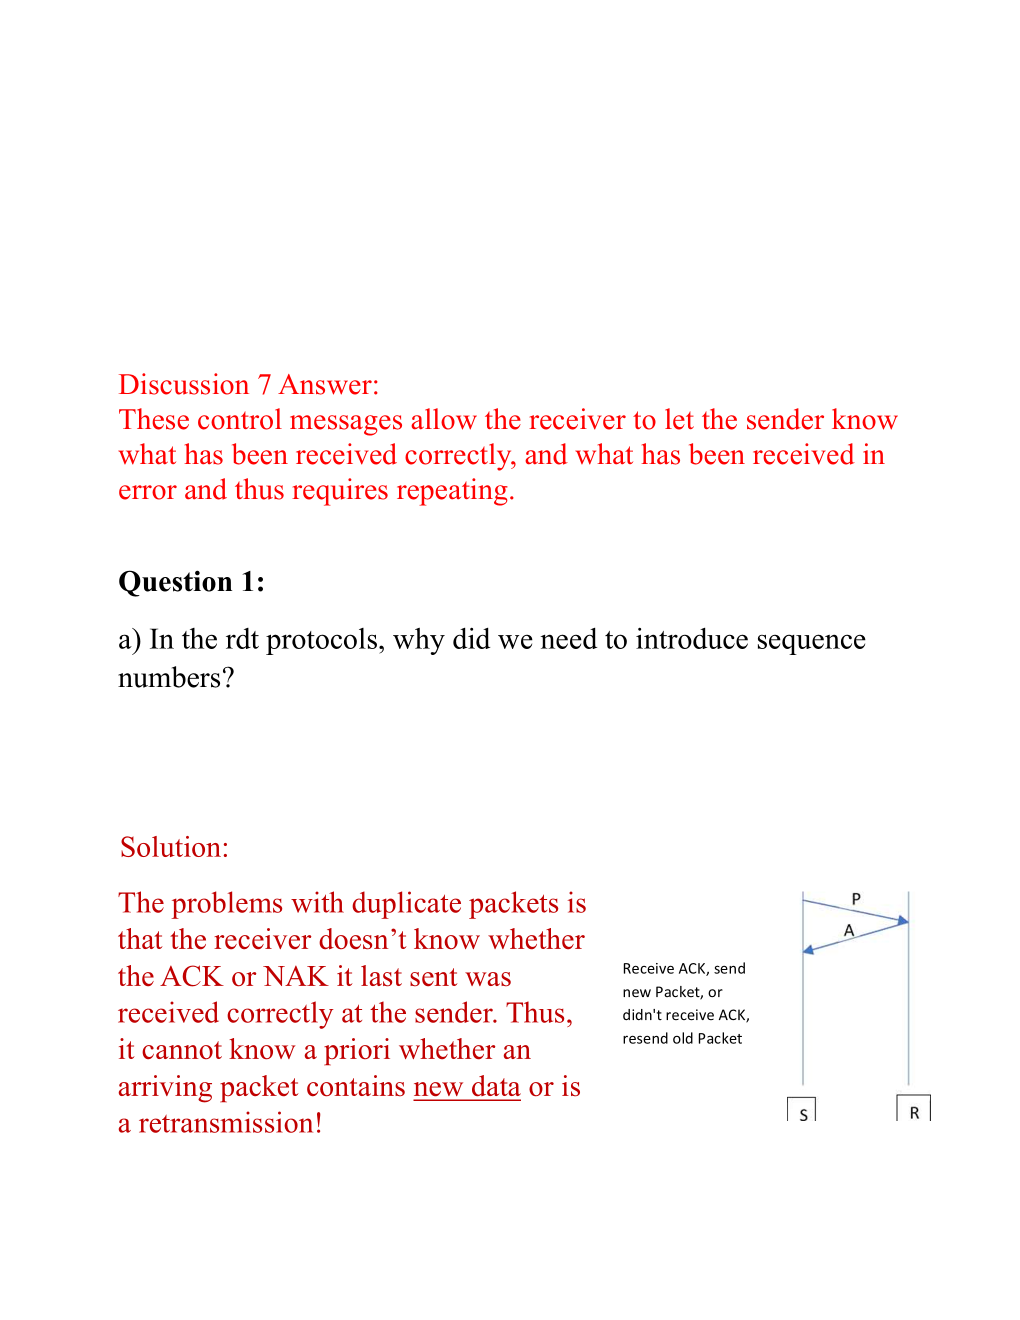 Discussion 7 Answer:
These control messages allow the receiver to let the sender know
what has been received correctly, and what has been received in
error and thus requires repeating.
Question 1:
a) In the rdt protocols, why did we need to introduce sequence
numbers?
Solution:
The problems with duplicate packets is
that the receiver doesn’t know whether
the ACK or NAK it last sent was
received correctly at the sender. Thus,
it cannot know a priori whether an
arriving packet contains new data or is
a retransmission!
P
A
Receive ACK, send
new Packet, or
didn't receive ACK,
resend old Packet
S
R